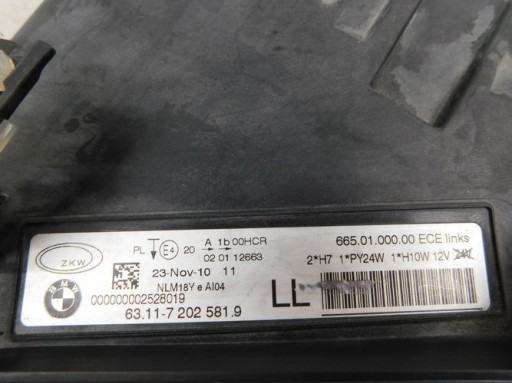 ZKW
PL E4 20 A 1b 00HCR
02 01 12663
665.01.000.00 ECE links
2*H7 1*PY24W 1*H10W 12V
23-Nov-10 11
NLM18Y e AI04
BMW
000000002528019
LL
63.11-7 202 581.9